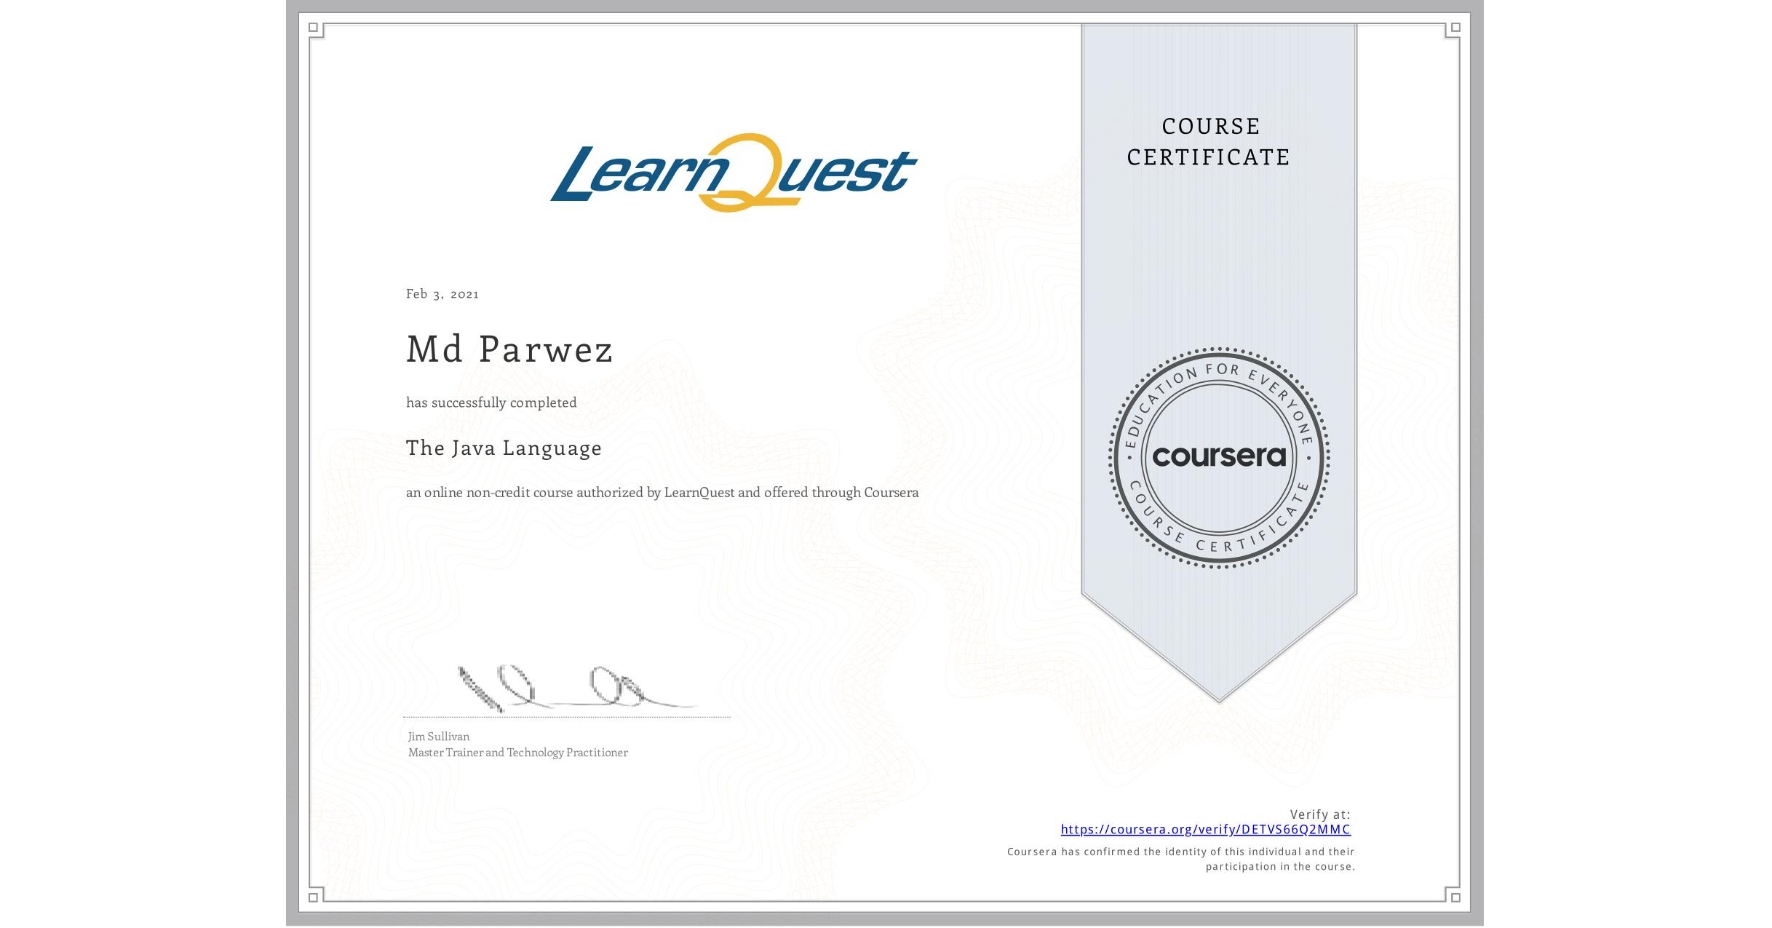 LearnQuest
COURSE
CERTIFICATE
Feb 3, 2021
Md Parwez
has successfully completed
The Java Language
an online non-credit course authorized by LearnQuest and offered through Coursera
EDUCATION FOR EVERYONE
coursera
COURSE CERTIFICATE
Jim Sullivan
Master Trainer and Technology Practitioner
Verify at:
https://coursera.org/verify/DETVS66Q2MMC
Coursera has confirmed the identity of this individual and their
participation in the course.